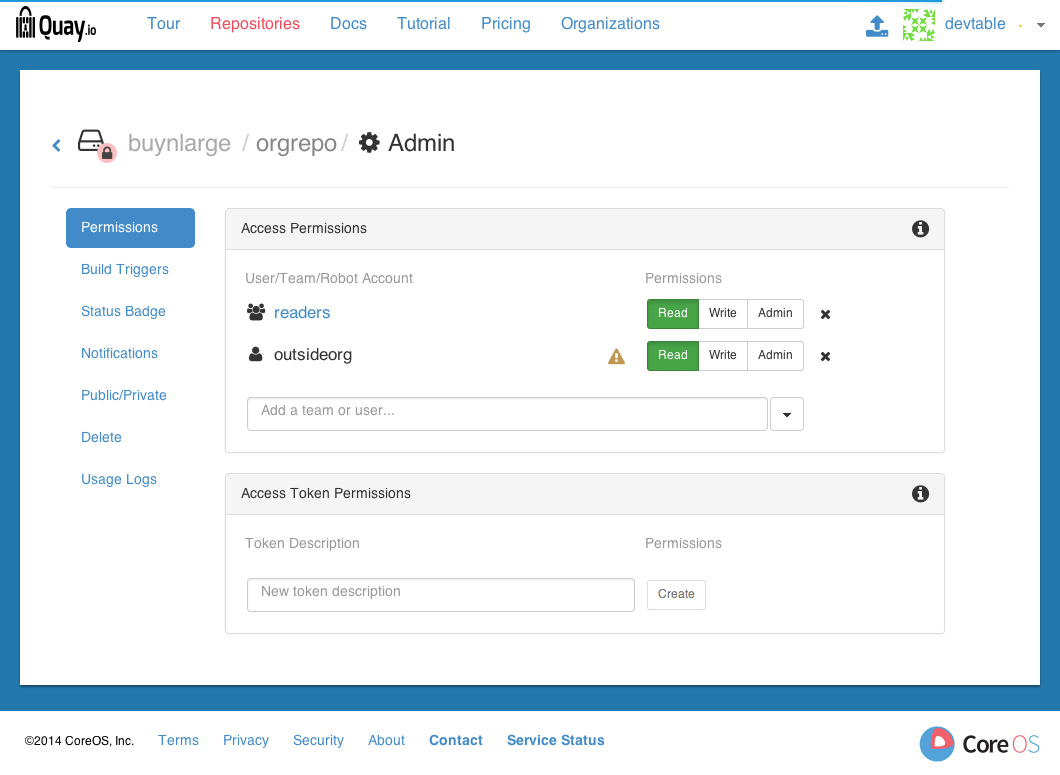 Quay.io Tour Repositories Docs Tutorial Pricing Organizations devtable
buynlarge / orgrepo / Admin
Permissions
Build Triggers
Status Badge
Notifications
Public/Private
Delete
Usage Logs
Access Permissions
User/Team/Robot Account Permissions
readers Read Write Admin
outsideorg Read Write Admin
Add a team or user...
Access Token Permissions
Token Description Permissions
New token description Create
©2014 CoreOS, Inc. Terms Privacy Security About Contact Service Status Core OS